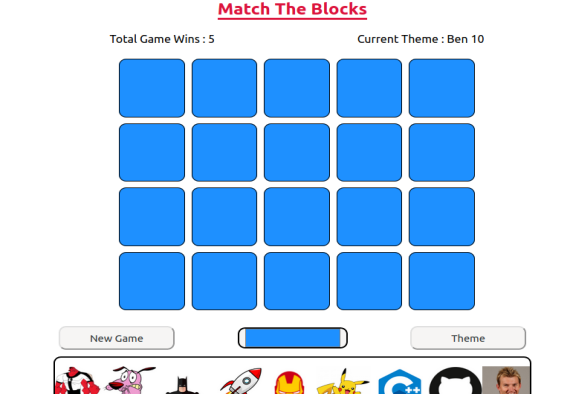 Match The Blocks
Total Game Wins : 5
Current Theme : Ben 10
New Game
Theme
C++